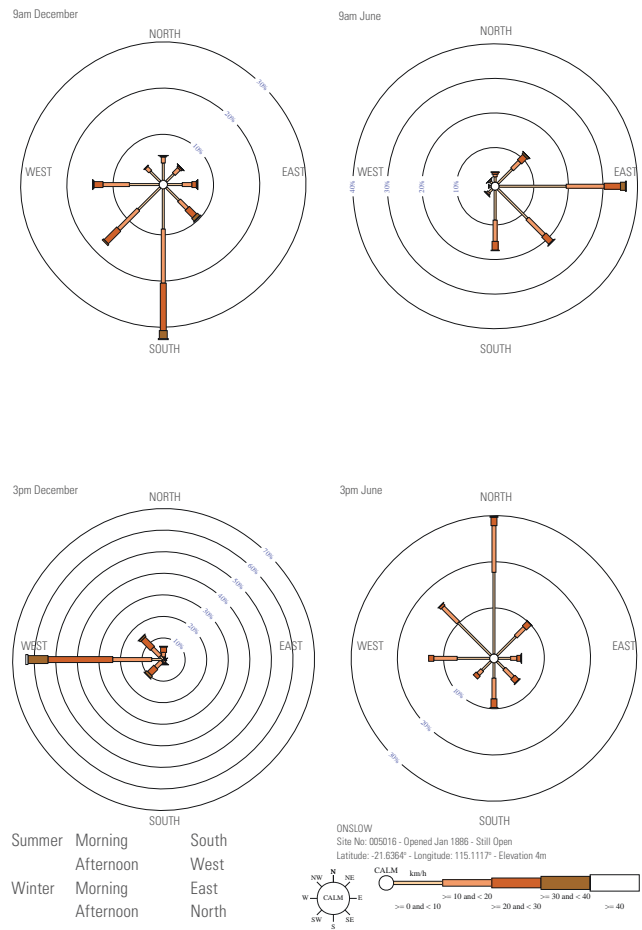 9am December
NORTH
WEST
EAST
SOUTH
10%
20%
30%
9am June
NORTH
WEST
EAST
SOUTH
40%
30%
20%
10%
3pm December
NORTH
WEST
EAST
SOUTH
10%
20%
30%
40%
50%
60%
70%
3pm June
NORTH
WEST
EAST
SOUTH
10%
20%
30%
Summer Morning South
Afternoon West
Winter Morning East
Afternoon North
ONSLOW
Site No: 005016 - Opened Jan 1886 - Still Open
Latitude: -21.6364° - Longitude: 115.1117° - Elevation 4m
N
NW NE
W CALM E
SW SE
S
CALM km/h
>= 10 and < 20 >= 30 and < 40
>= 0 and < 10 >= 20 and < 30 >= 40